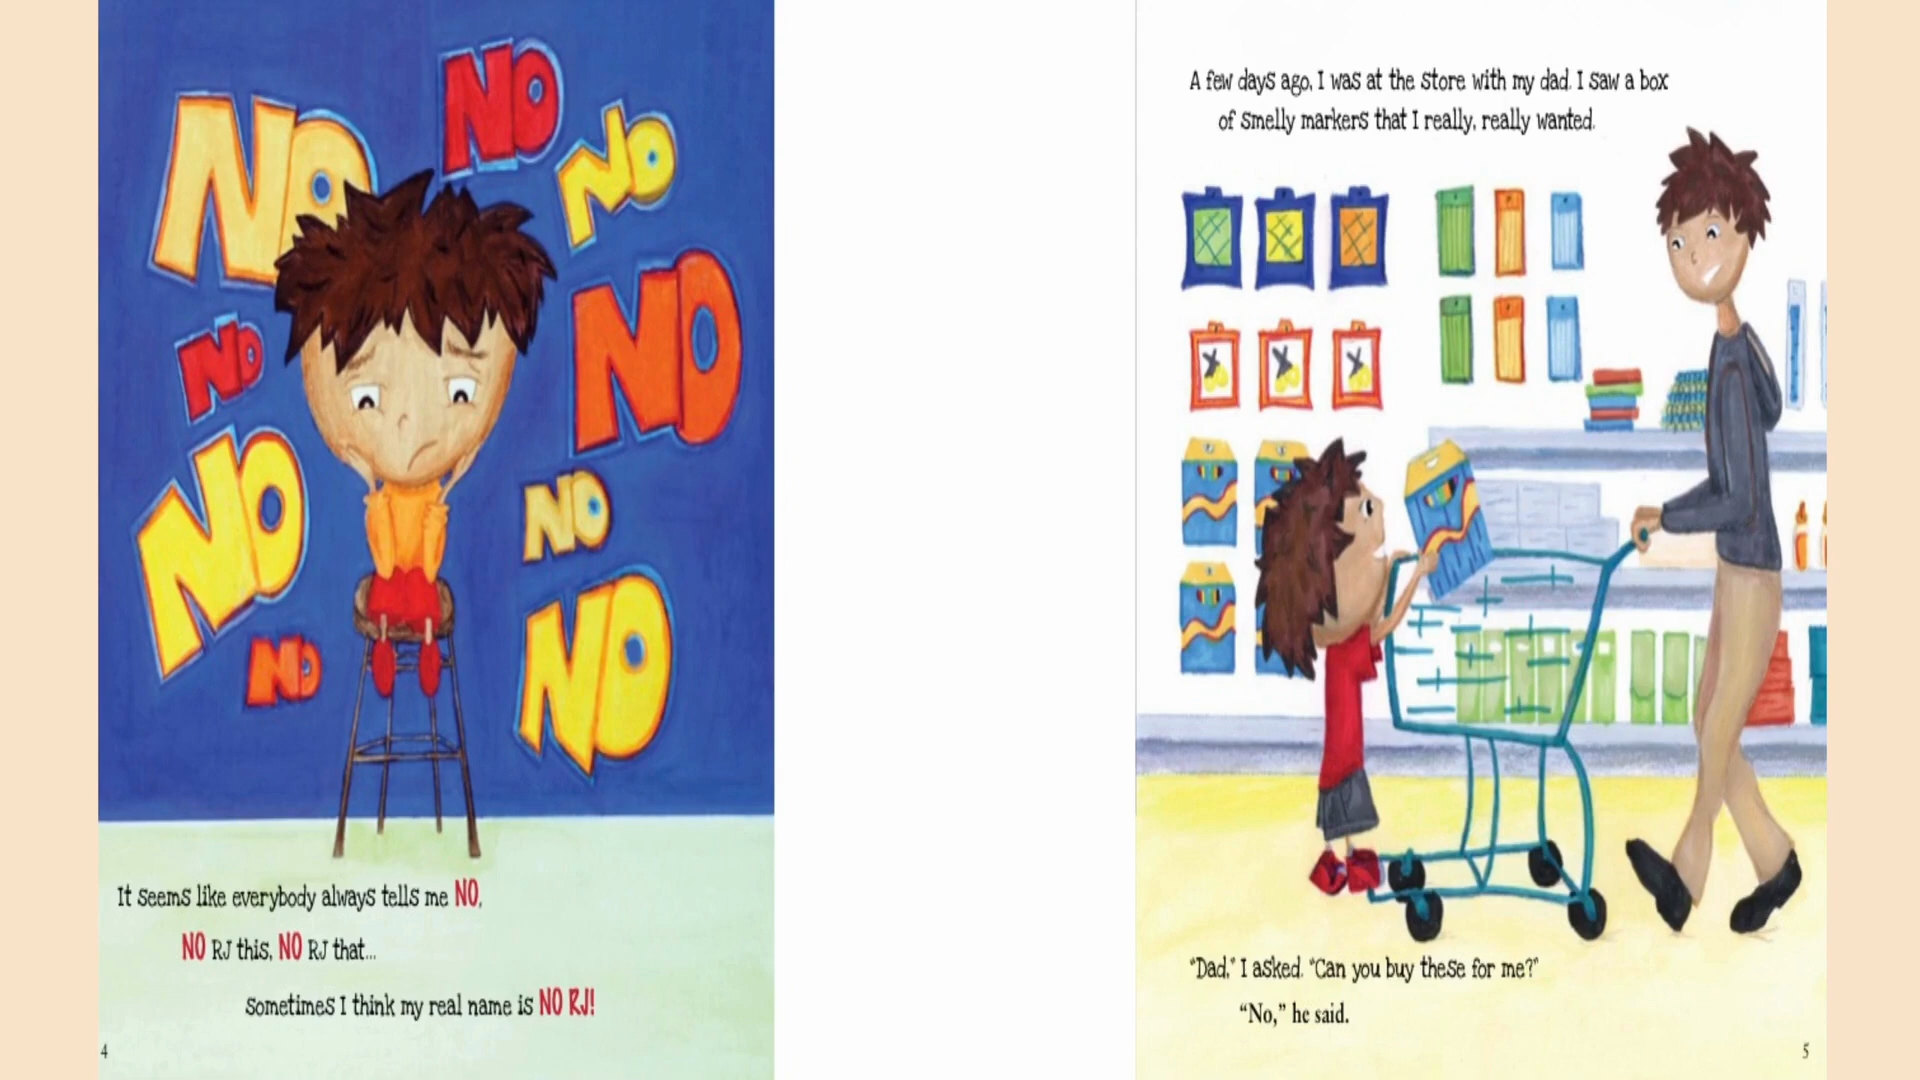 NO
NO
NO
NO
NO
NO
NO
NO
NO
It seems like everybody always tells me NO,
NO RJ this, NO RJ that...
sometimes I think my real name is NO RJ!
4
A few days ago, I was at the store with my dad. I saw a box
of smelly markers that I really, really wanted.
"Dad," I asked. "Can you buy these for me?"
“No,” he said.
5